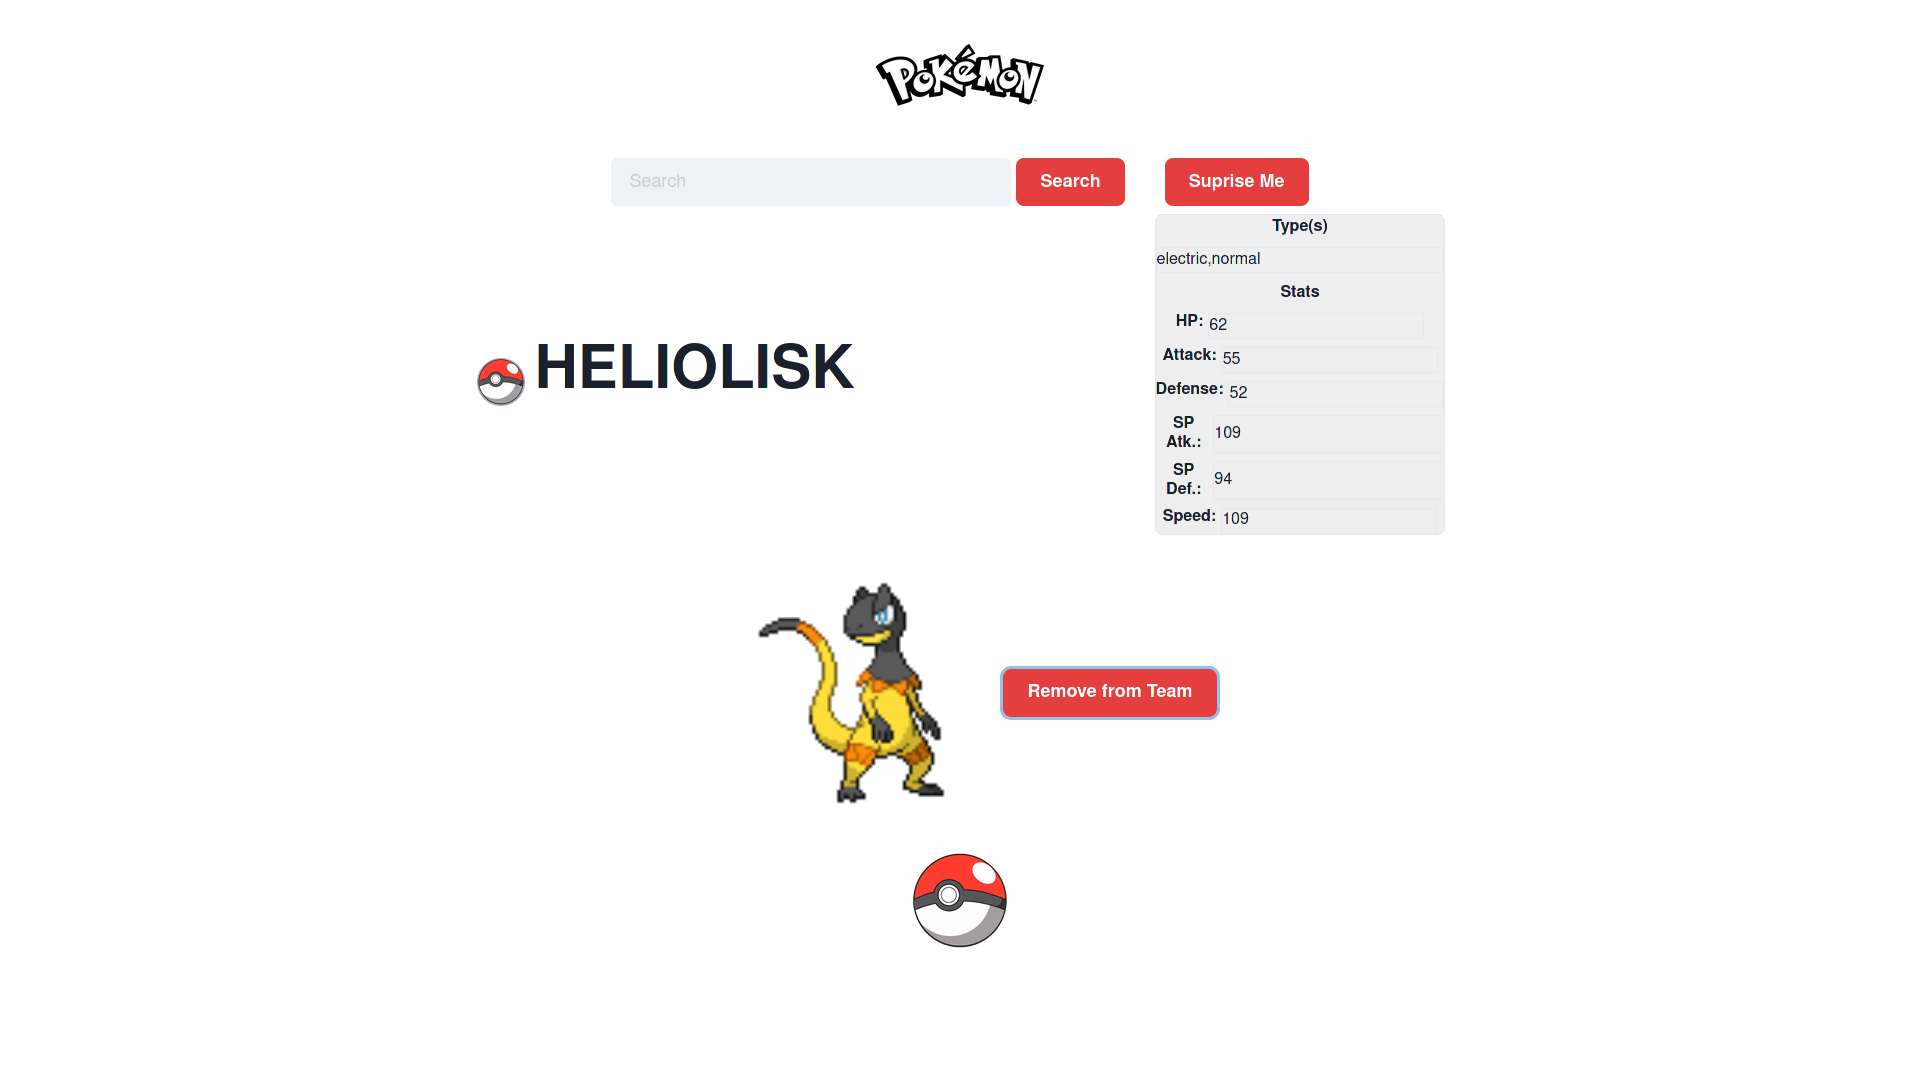 POKéMON
Search
Search
Suprise Me
Type(s)
electric,normal
Stats
HP: 62
Attack: 55
Defense: 52
SP Atk.: 109
SP Def.: 94
Speed: 109
HELIOLISK
Remove from Team